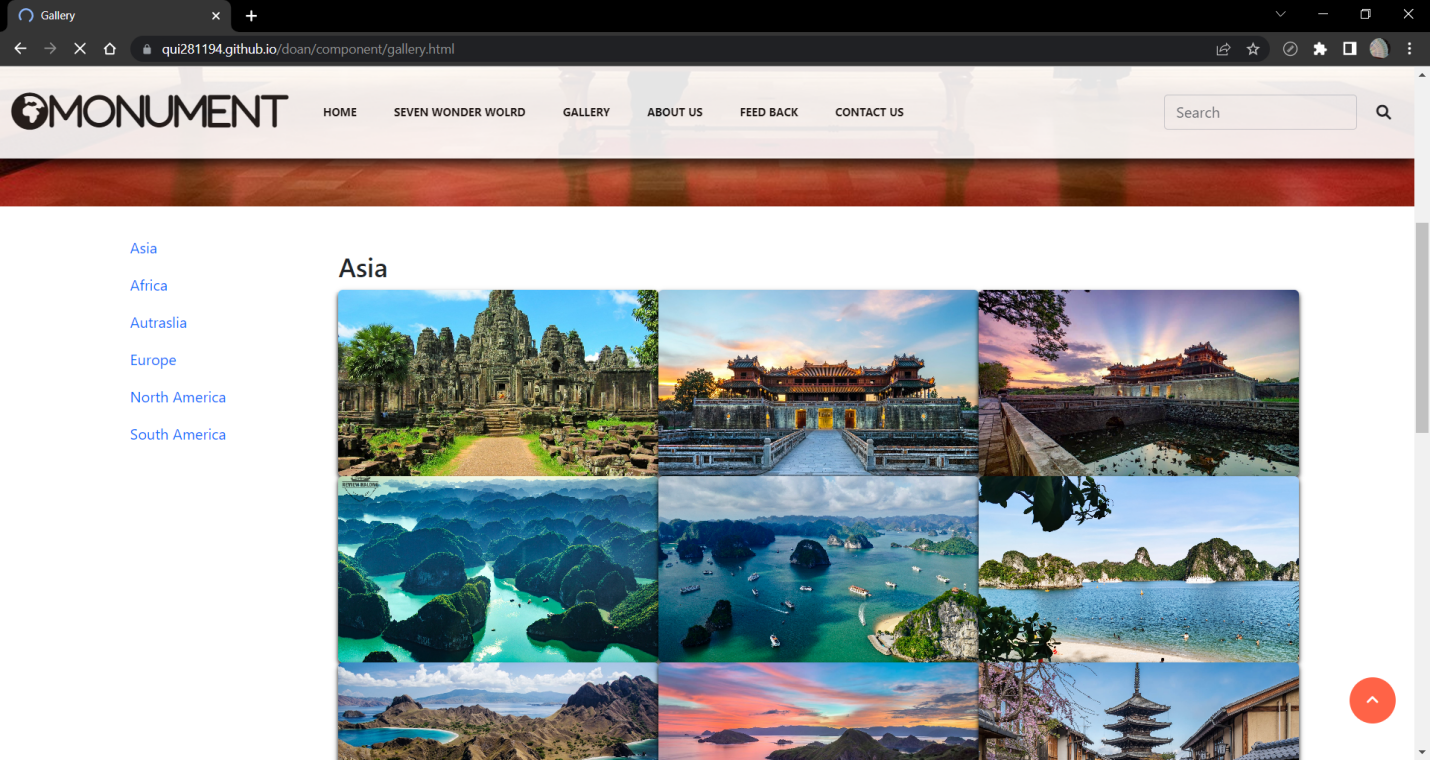 Gallery
qui281194.github.io/doan/component/gallery.html
MONUMENT
HOME SEVEN WONDER WOLRD GALLERY ABOUT US FEED BACK CONTACT US
Search
Asia
Africa
Autraslia
Europe
North America
South America
Asia